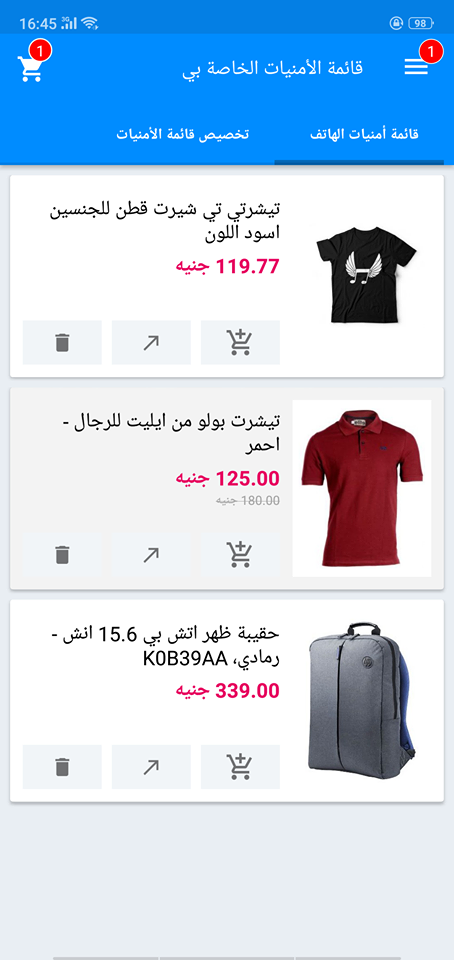 16:45 3G 98
1
1
قائمة الأمنيات الخاصة بي
قائمة أمنيات الهاتف
تخصيص قائمة الأمنيات
تيشرتي تي شيرت قطن للجنسين
اسود اللون
119.77 جنيه
تيشرت بولو من ايليت للرجال -
احمر
125.00 جنيه
180.00 جنيه
حقيبة ظهر اتش بي 15.6 انش -
رمادي، K0B39AA
339.00 جنيه